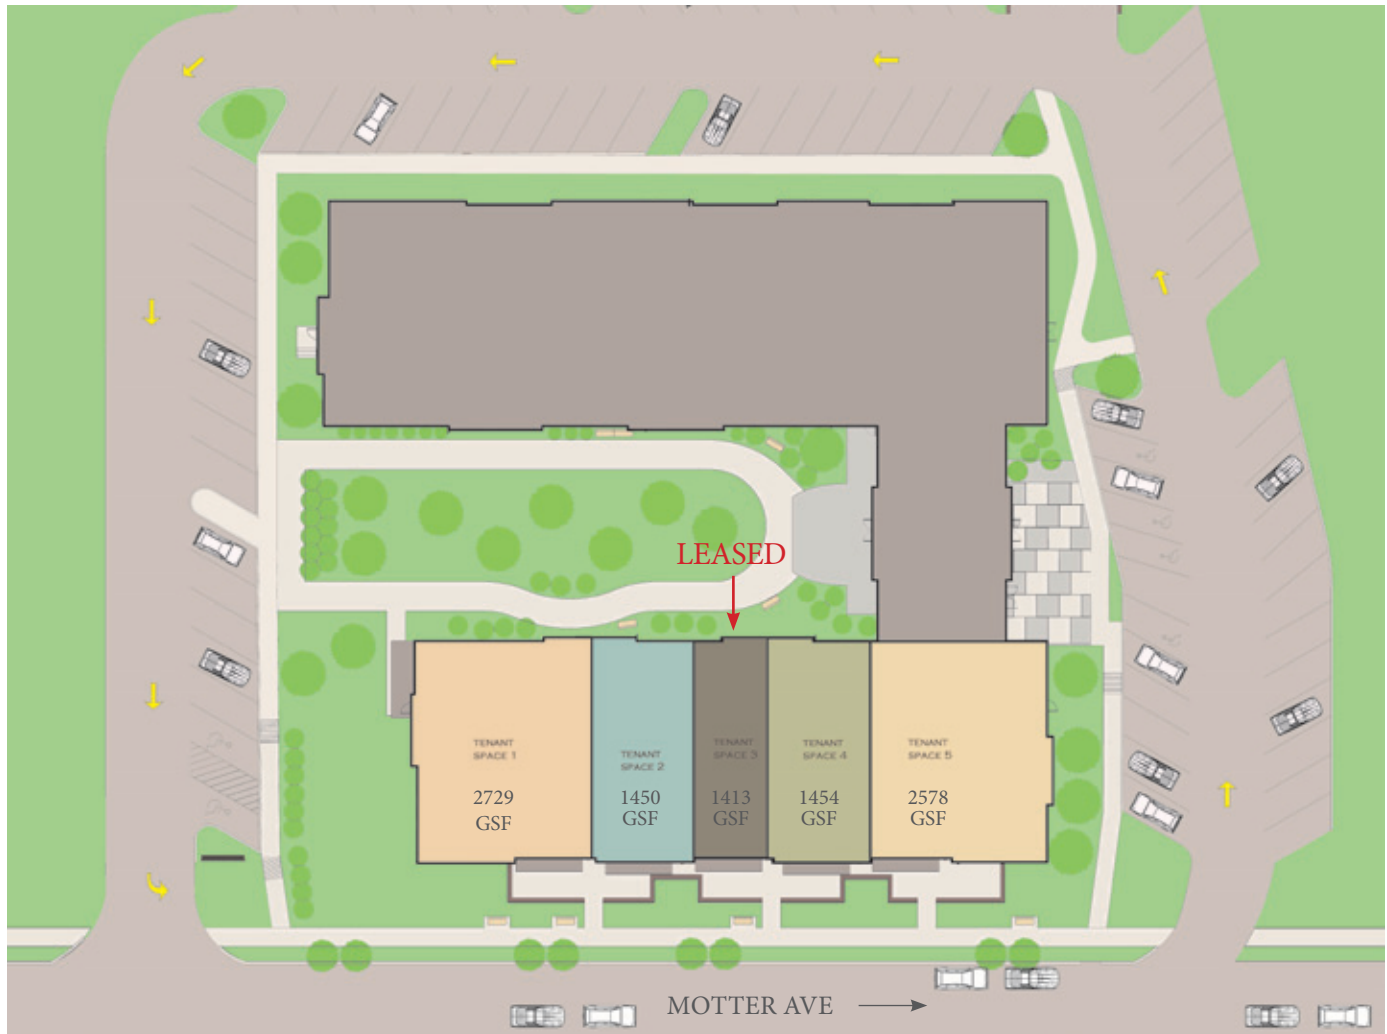 LEASED
TENANT
SPACE 1
2729
GSF
TENANT
SPACE 2
1450
GSF
TENANT
SPACE 3
1413
GSF
TENANT
SPACE 4
1454
GSF
TENANT
SPACE 5
2578
GSF
MOTTER AVE